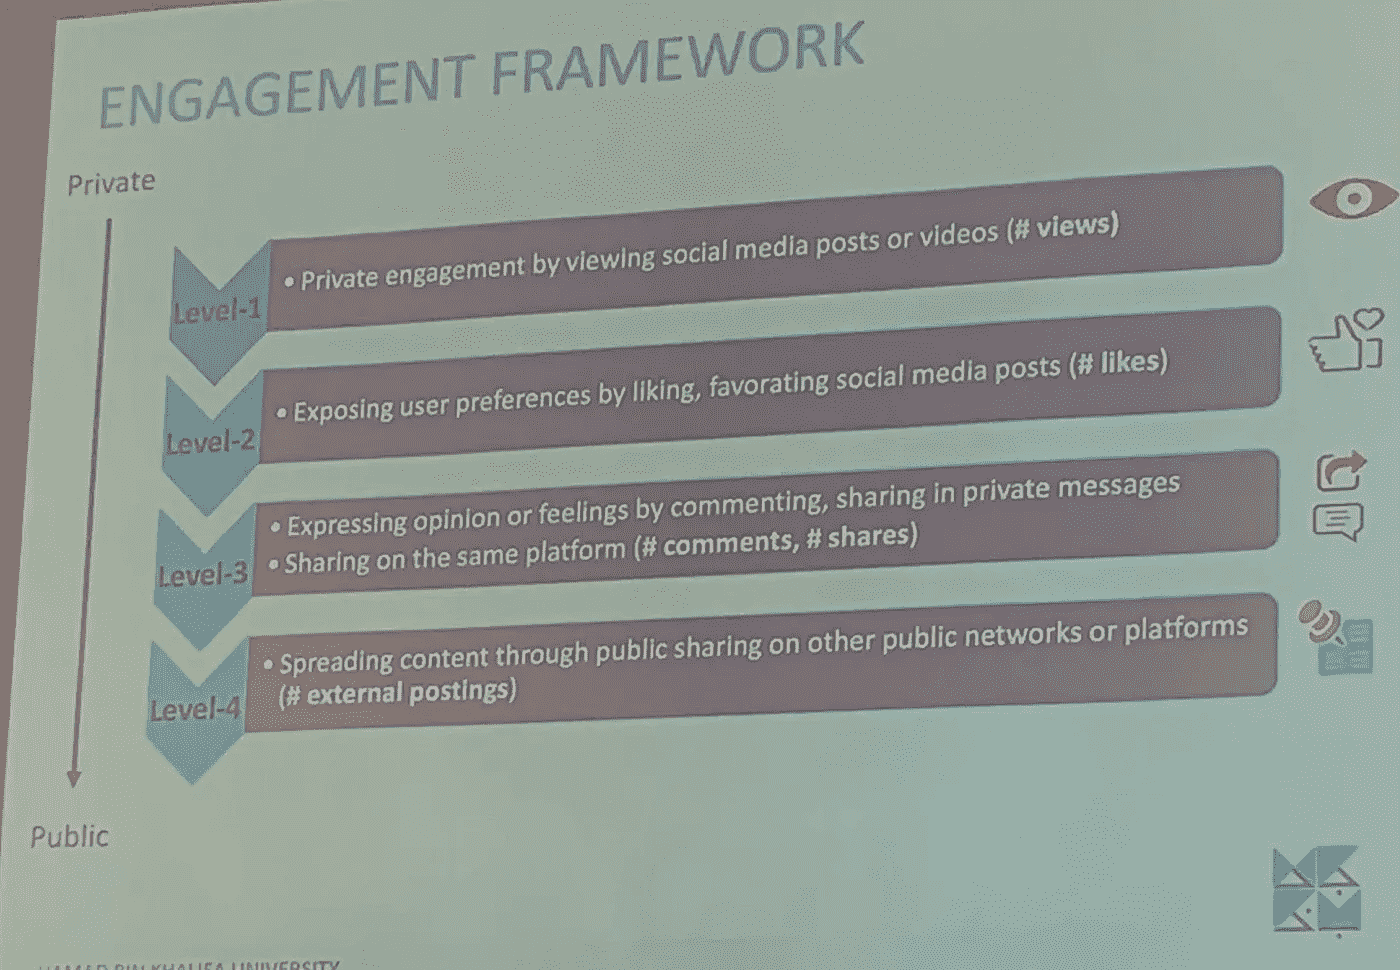 ENGAGEMENT FRAMEWORK
Private
Level-1
• Private engagement by viewing social media posts or videos (# views)
Level-2
• Exposing user preferences by liking, favorating social media posts (# likes)
Level-3
• Expressing opinion or feelings by commenting, sharing in private messages
• Sharing on the same platform (# comments, # shares)
Level-4
• Spreading content through public sharing on other public networks or platforms
(# external postings)
Public
HAMAD BIN KHALIFA UNIVERSITY